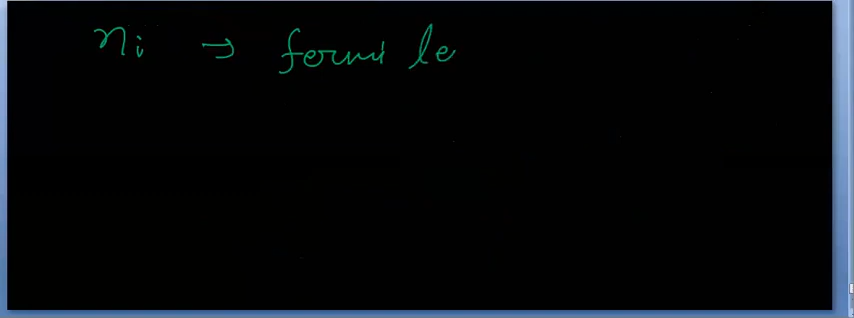 ni → fermi le